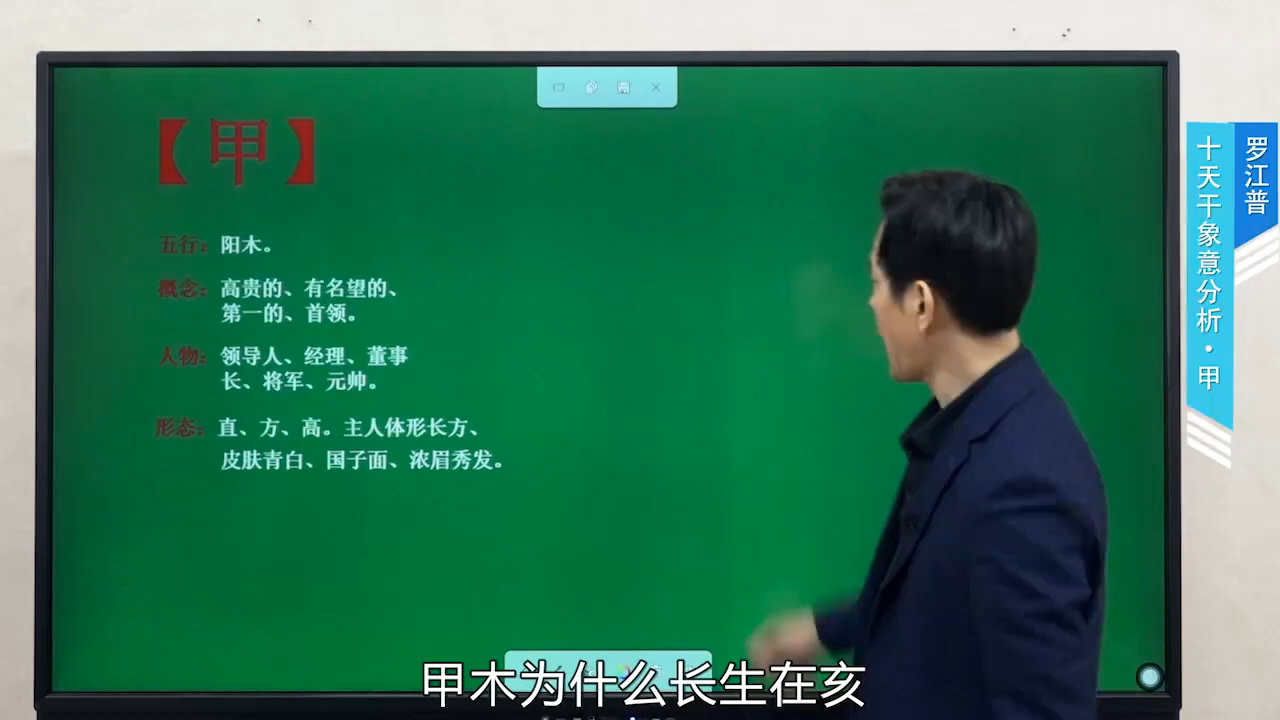 【甲】
五行：阳木。
概念：高贵的、有名望的、
第一的、首领。
人物：领导人、经理、董事
长、将军、元帅。
形态：直、方、高。主人体形长方、
皮肤青白、国子面、浓眉秀发。
罗江普
十天干象意分析·甲
甲木为什么长生在亥